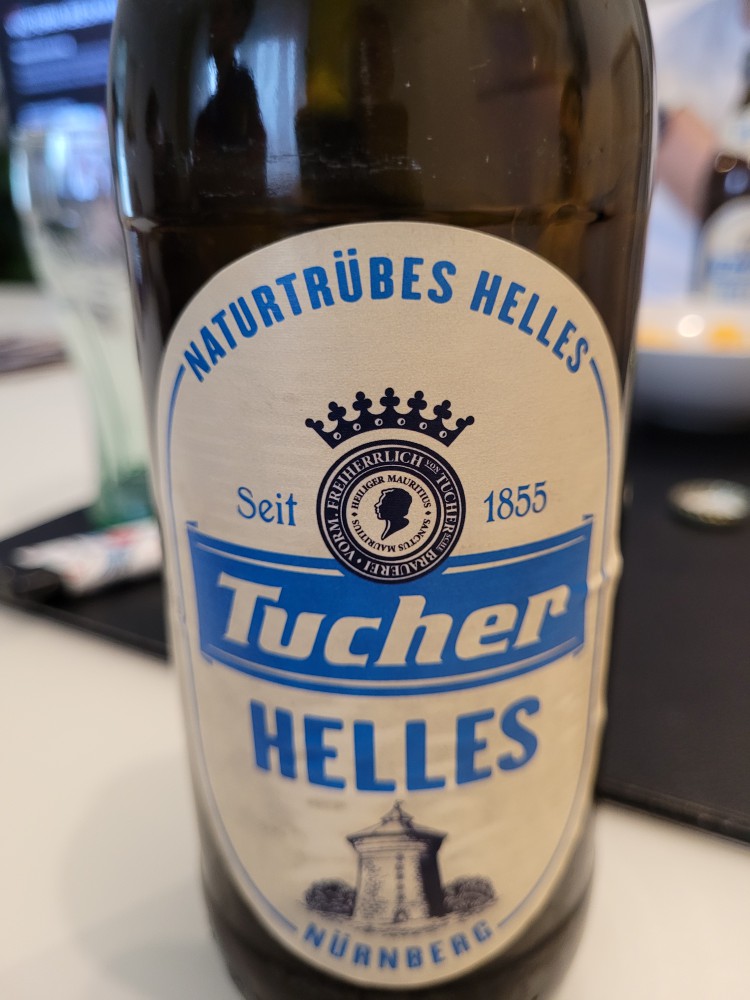 NATURTRÜBES HELLES
VORM. FREIHERRLICH VON TUCHER'SCHE BRAUEREI
HEILIGER MAURITIUS • SANCTUS MAURITIUS •
Seit 1855
Tucher
HELLES
NÜRNBERG